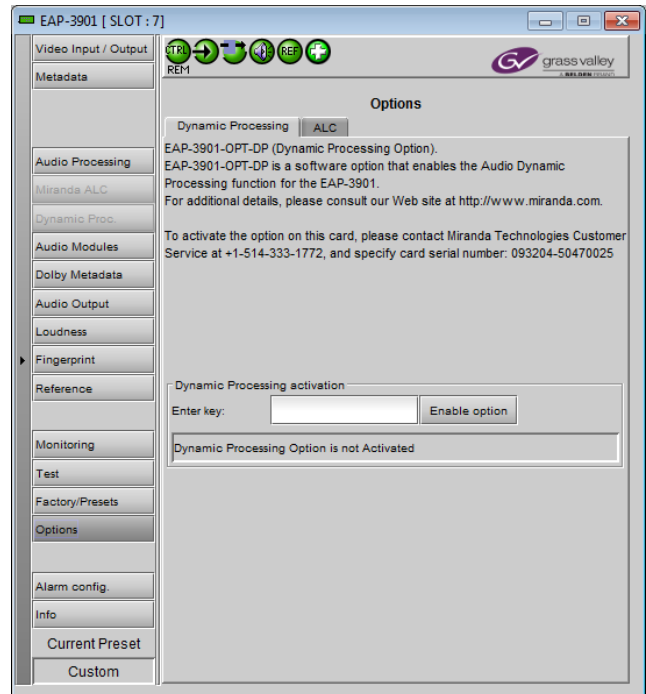 EAP-3901 [ SLOT : 7]
Video Input / Output
Metadata
Audio Processing
Miranda ALC
Dynamic Proc.
Audio Modules
Dolby Metadata
Audio Output
Loudness
Fingerprint
Reference
Monitoring
Test
Factory/Presets
Options
Alarm config.
Info
Current Preset
Custom
CTRL
REF
REM
grass valley
A BELDEN BRAND
Options
Dynamic Processing
ALC
EAP-3901-OPT-DP (Dynamic Processing Option).
EAP-3901-OPT-DP is a software option that enables the Audio Dynamic
Processing function for the EAP-3901.
For additional details, please consult our Web site at http://www.miranda.com.
To activate the option on this card, please contact Miranda Technologies Customer
Service at +1-514-333-1772, and specify card serial number: 093204-50470025
Dynamic Processing activation
Enter key:
Enable option
Dynamic Processing Option is not Activated